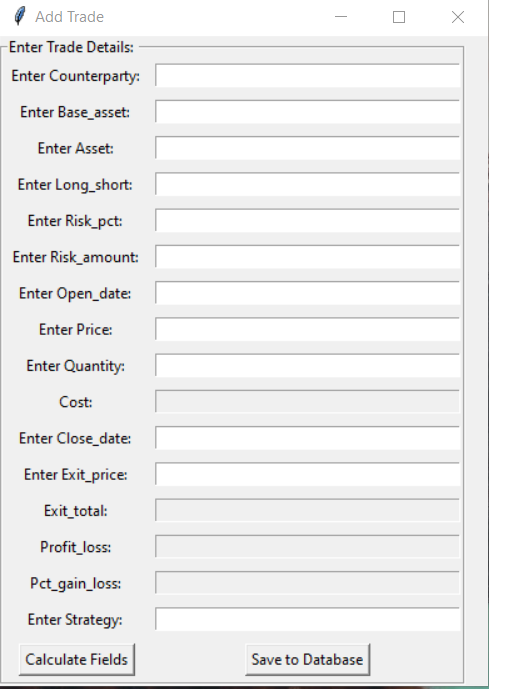 Add Trade
Enter Trade Details:
Enter Counterparty:
Enter Base_asset:
Enter Asset:
Enter Long_short:
Enter Risk_pct:
Enter Risk_amount:
Enter Open_date:
Enter Price:
Enter Quantity:
Cost:
Enter Close_date:
Enter Exit_price:
Exit_total:
Profit_loss:
Pct_gain_loss:
Enter Strategy:
Calculate Fields Save to Database